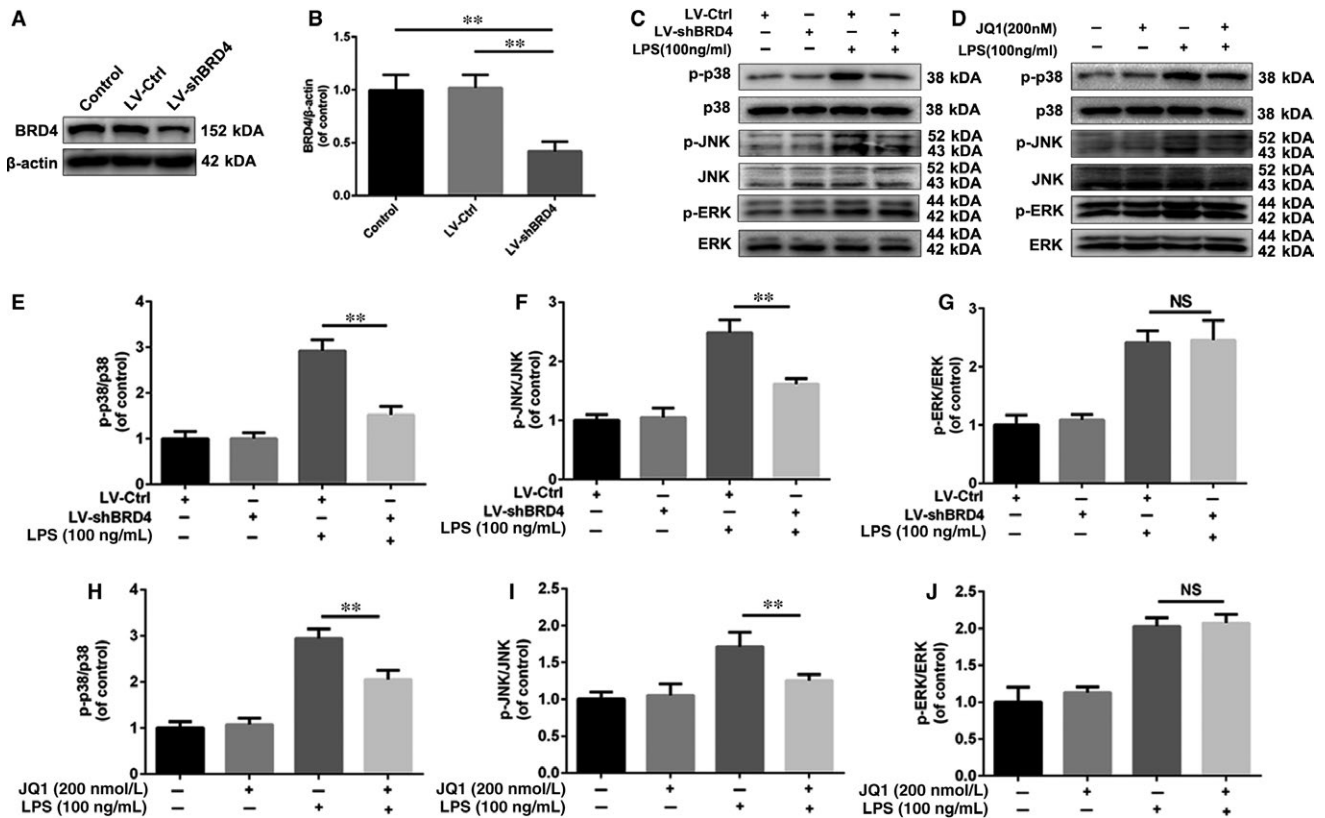 A
Control
LV-Ctrl
LV-shBRD4
BRD4
152 kDA
β-actin
42 kDA
B
BRD4/β-actin
(of control)
1.5
1.0
0.5
0.0
**
**
Control
LV-Ctrl
LV-shBRD4
C
LV-Ctrl + – + –
LV-shBRD4 – + – +
LPS(100ng/ml) – – + +
p-p38 38 kDA
p38 38 kDA
p-JNK 52 kDA
43 kDA
JNK 52 kDA
43 kDA
p-ERK 44 kDA
42 kDA
ERK 44 kDA
42 kDA
D
JQ1(200nM) – + – +
LPS(100ng/ml) – – + +
p-p38 38 kDA
p38 38 kDA
p-JNK 52 kDA
43 kDA
JNK 52 kDA
43 kDA
p-ERK 44 kDA
42 kDA
ERK 44 kDA
42 kDA
E
p-p38/p38
(of control)
4
3
2
1
0
**
LV-Ctrl + – + –
LV-shBRD4 – + – +
LPS (100 ng/mL) – – + +
F
p-JNK/JNK
(of control)
3
2
1
0
**
LV-Ctrl + – + –
LV-shBRD4 – + – +
LPS (100 ng/mL) – – + +
G
p-ERK/ERK
(of control)
3
2
1
0
NS
LV-Ctrl + – + –
LV-shBRD4 – + – +
LPS (100 ng/mL) – – + +
H
p-p38/p38
(of control)
4
3
2
1
0
**
JQ1 (200 nmol/L) – + – +
LPS (100 ng/mL) – – + +
I
p-JNK/JNK
(of control)
2.5
2.0
1.5
1.0
0.5
0.0
**
JQ1 (200 nmol/L) – + – +
LPS (100 ng/mL) – – + +
J
p-ERK/ERK
(of control)
2.5
2.0
1.5
1.0
0.5
0.0
NS
JQ1 (200 nmol/L) – + – +
LPS (100 ng/mL) – – + +